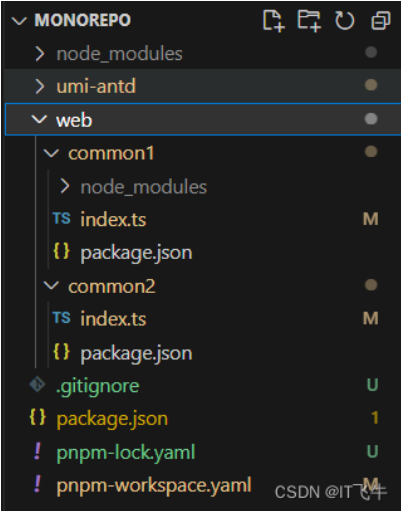 MONOREPO
node_modules
umi-antd
web
common1
node_modules
TS index.ts M
{} package.json
common2
TS index.ts M
{} package.json
.gitignore U
{} package.json 1
! pnpm-lock.yaml U
! pnpm-workspace.yaml M
CSDN @IT飞牛